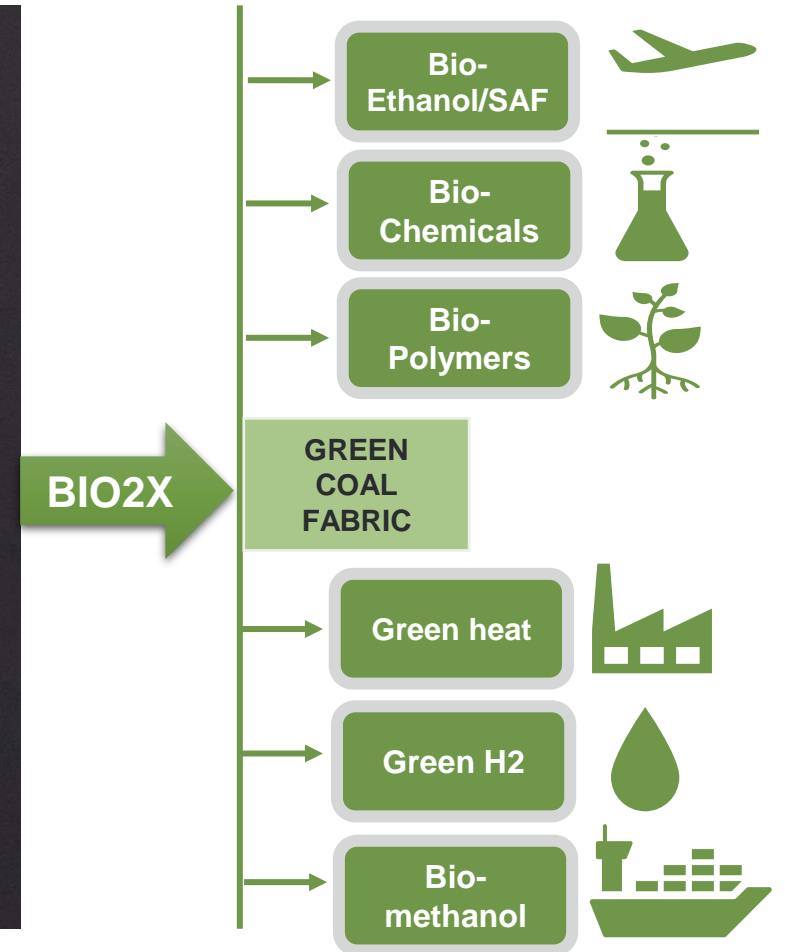 Bio-
Ethanol/SAF
Bio-
Chemicals
Bio-
Polymers
BIO2X
GREEN
COAL
FABRIC
Green heat
Green H2
Bio-
methanol